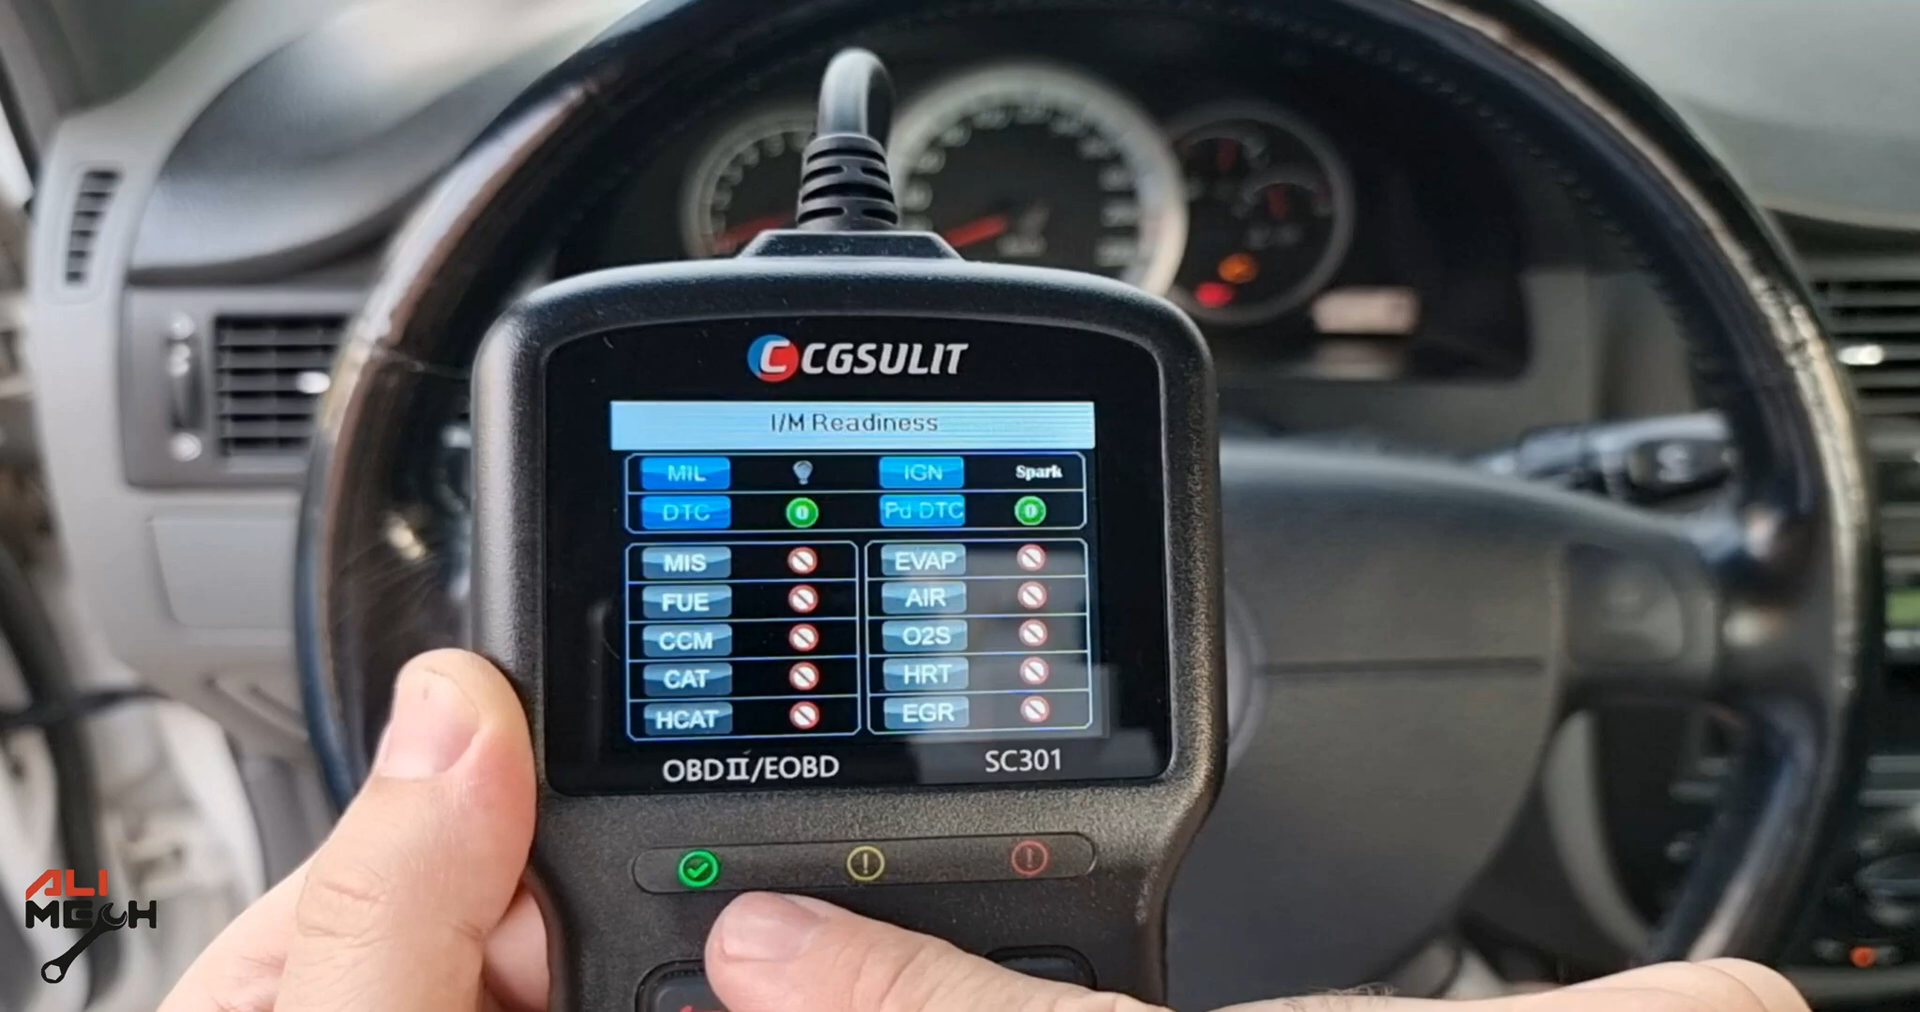 CGSULIT
I/M Readiness
MIL IGN Spark
DTC 0 Pd DTC 0
MIS EVAP
FUE AIR
CCM O2S
CAT HRT
HCAT EGR
OBDII/EOBD SC301
ALI
MECH